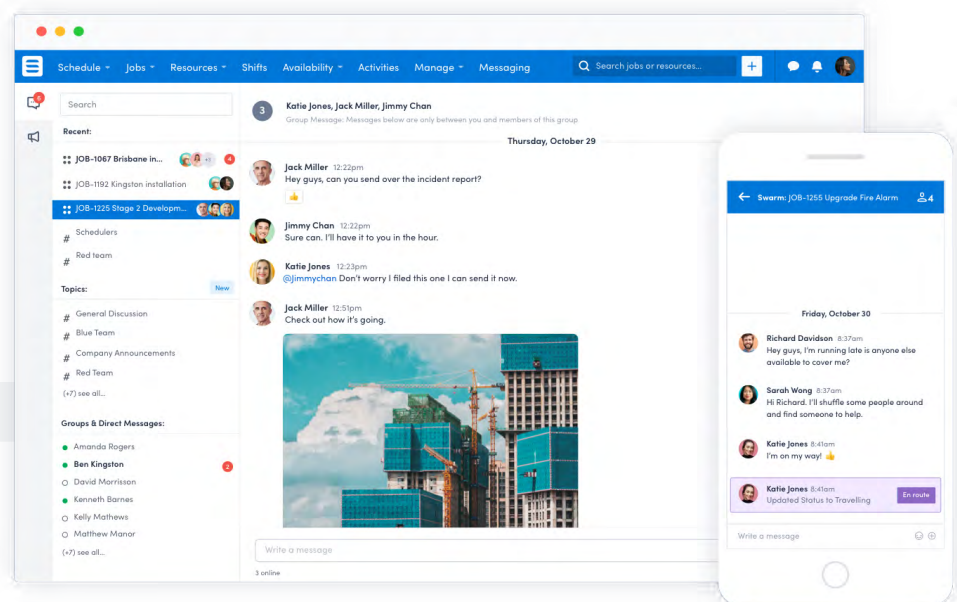 Schedule Jobs Resources Shifts Availability Activities Manage Messaging Search jobs or resources... +
6
Search
Recent:
JOB-1067 Brisbane in... +2 4
JOB-1192 Kingston installation
JOB-1225 Stage 2 Developm...
# Schedulers
# Red team
Topics: New
# General Discussion
# Blue Team
# Company Announcements
# Red Team
(+7) see all...
Groups & Direct Messages:
Amanda Rogers
Ben Kingston 2
David Morrisson
Kenneth Barnes
Kelly Mathews
Matthew Manor
(+7) see all...
3 Katie Jones, Jack Miller, Jimmy Chan
Group Message: Messages below are only between you and members of this group
Thursday, October 29
Jack Miller 12:22pm
Hey guys, can you send over the incident report?
👍
Jimmy Chan 12:22pm
Sure can. I'll have it to you in the hour.
Katie Jones 12:23pm
@Jimmychan Don't worry I filed this one I can send it now.
Jack Miller 12:51pm
Check out how it's going.
Write a message
3 online
Swarm: JOB-1255 Upgrade Fire Alarm 4
Friday, October 30
Richard Davidson 8:37am
Hey guys, I'm running late is anyone else
available to cover me?
Sarah Wong 8:37am
Hi Richard. I'll shuffle some people around
and find someone to help.
Katie Jones 8:41am
I'm on my way! 👍
Katie Jones 8:41am
Updated Status to Travelling En route
Write a message